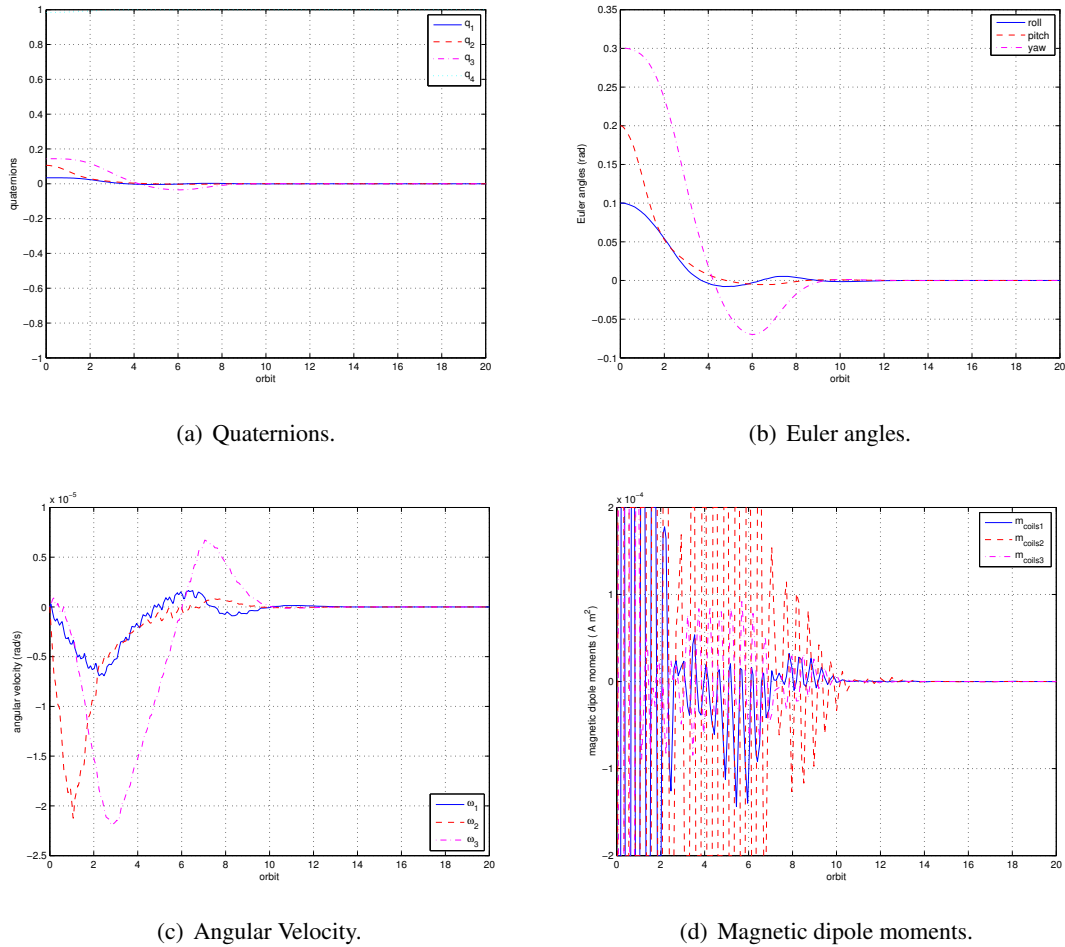 q1
q2
q3
q4
1
0.8
0.6
0.4
0.2
0
−0.2
−0.4
−0.6
−0.8
−1
quaternions
0 2 4 6 8 10 12 14 16 18 20
orbit
(a) Quaternions.
roll
pitch
yaw
0.35
0.3
0.25
0.2
0.15
0.1
0.05
0
−0.05
−0.1
Euler angles (rad)
0 2 4 6 8 10 12 14 16 18 20
orbit
(b) Euler angles.
x 10−5
1
0.5
0
−0.5
−1
−1.5
−2
−2.5
angular velocity (rad/s)
ω1
ω2
ω3
0 2 4 6 8 10 12 14 16 18 20
orbit
(c) Angular Velocity.
x 10−4
2
1
0
−1
−2
magnetic dipole moments ( A m2)
mcoils1
mcoils2
mcoils3
0 2 4 6 8 10 12 14 16 18 20
orbit
(d) Magnetic dipole moments.